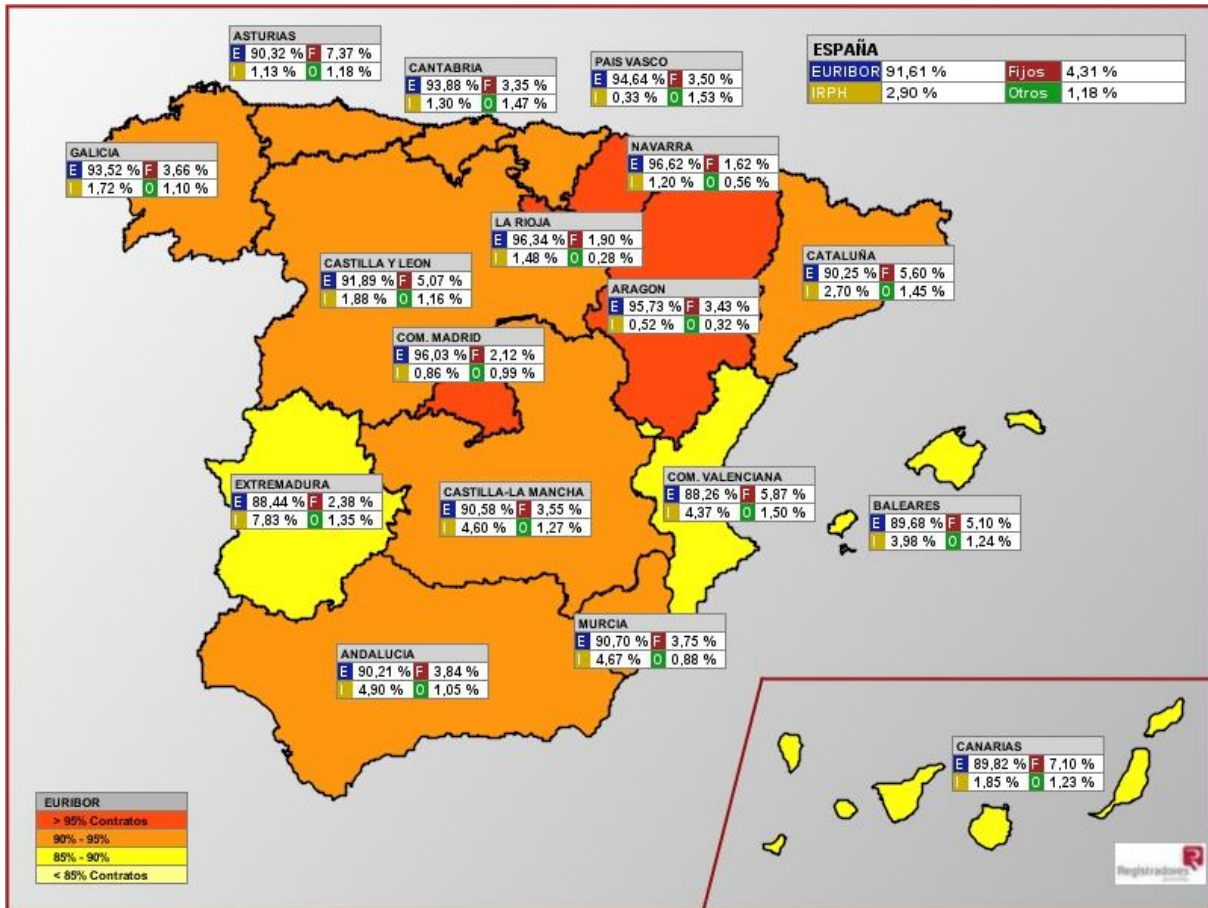 ASTURIAS
E 90,32 % F 7,37 %
I 1,13 % O 1,18 %
CANTABRIA
E 93,88 % F 3,35 %
I 1,30 % O 1,47 %
PAIS VASCO
E 94,64 % F 3,50 %
I 0,33 % O 1,53 %
ESPAÑA
EURIBOR 91,61 % Fijos 4,31 %
IRPH 2,90 % Otros 1,18 %
GALICIA
E 93,52 % F 3,66 %
I 1,72 % O 1,10 %
NAVARRA
E 96,62 % F 1,62 %
I 1,20 % O 0,56 %
LA RIOJA
E 96,34 % F 1,90 %
I 1,48 % O 0,28 %
CASTILLA Y LEON
E 91,89 % F 5,07 %
I 1,88 % O 1,16 %
CATALUÑA
E 90,25 % F 5,60 %
I 2,70 % O 1,45 %
ARAGON
E 95,73 % F 3,43 %
I 0,52 % O 0,32 %
COM. MADRID
E 96,03 % F 2,12 %
I 0,86 % O 0,99 %
EXTREMADURA
E 88,44 % F 2,38 %
I 7,83 % O 1,35 %
CASTILLA-LA MANCHA
E 90,58 % F 3,55 %
I 4,60 % O 1,27 %
COM. VALENCIANA
E 88,26 % F 5,87 %
I 4,37 % O 1,50 %
BALEARES
E 89,68 % F 5,10 %
I 3,98 % O 1,24 %
MURCIA
E 90,70 % F 3,75 %
I 4,67 % O 0,88 %
ANDALUCIA
E 90,21 % F 3,84 %
I 4,90 % O 1,05 %
CANARIAS
E 89,82 % F 7,10 %
I 1,85 % O 1,23 %
EURIBOR
> 95% Contratos
90% - 95%
85% - 90%
< 85% Contratos
Registradores